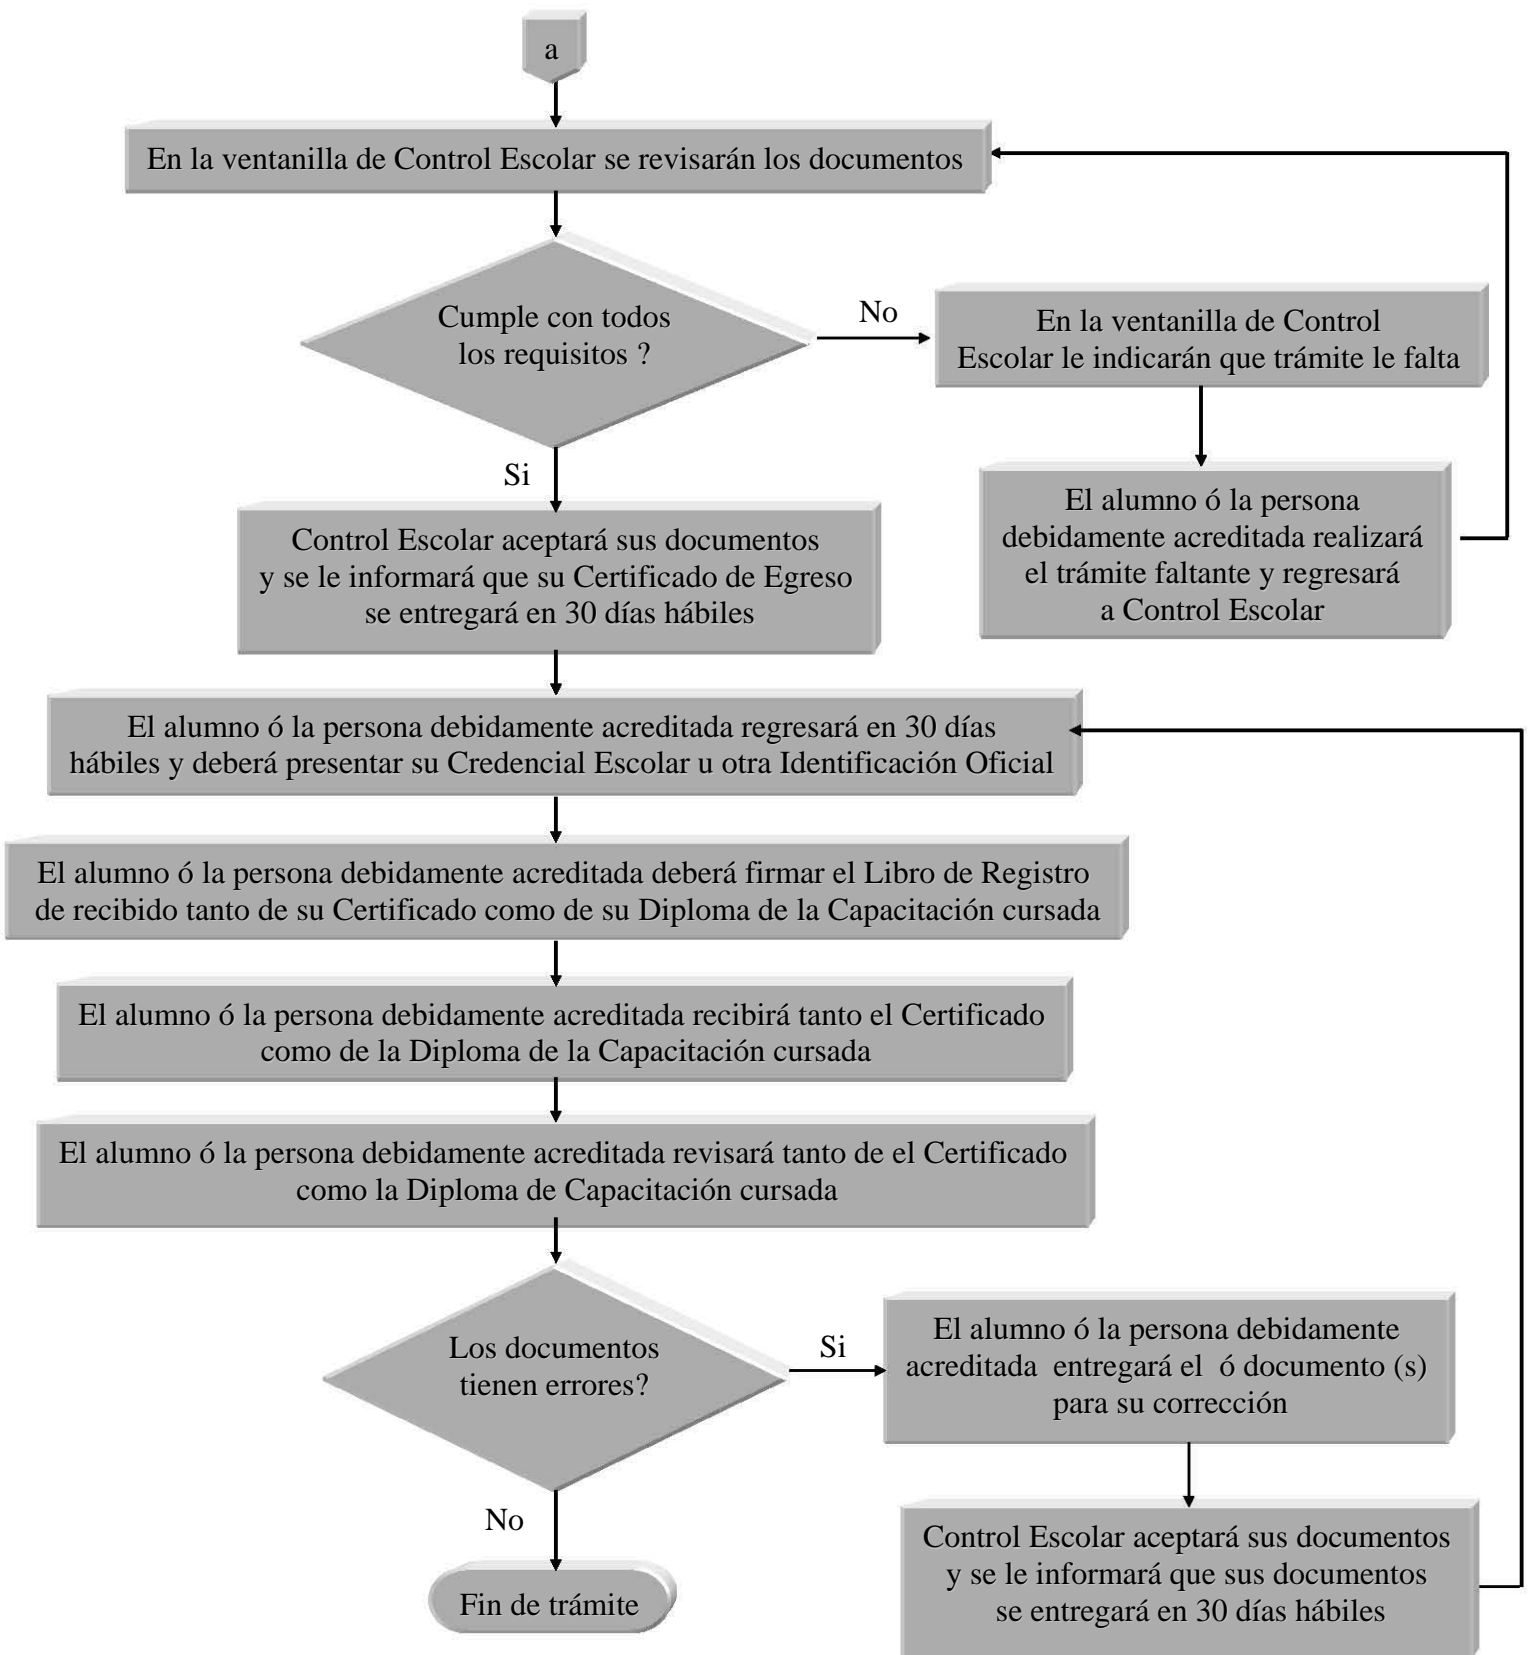 a
En la ventanilla de Control Escolar se revisarán los documentos
Cumple con todos
los requisitos ?
No
En la ventanilla de Control
Escolar le indicarán que trámite le falta
El alumno ó la persona
debidamente acreditada realizará
el trámite faltante y regresará
a Control Escolar
Si
Control Escolar aceptará sus documentos
y se le informará que su Certificado de Egreso
se entregará en 30 días hábiles
El alumno ó la persona debidamente acreditada regresará en 30 días
hábiles y deberá presentar su Credencial Escolar u otra Identificación Oficial
El alumno ó la persona debidamente acreditada deberá firmar el Libro de Registro
de recibido tanto de su Certificado como de su Diploma de la Capacitación cursada
El alumno ó la persona debidamente acreditada recibirá tanto el Certificado
como de la Diploma de la Capacitación cursada
El alumno ó la persona debidamente acreditada revisará tanto de el Certificado
como la Diploma de Capacitación cursada
Los documentos
tienen errores?
Si
El alumno ó la persona debidamente
acreditada entregará el ó documento (s)
para su corrección
Control Escolar aceptará sus documentos
y se le informará que sus documentos
se entregará en 30 días hábiles
No
Fin de trámite